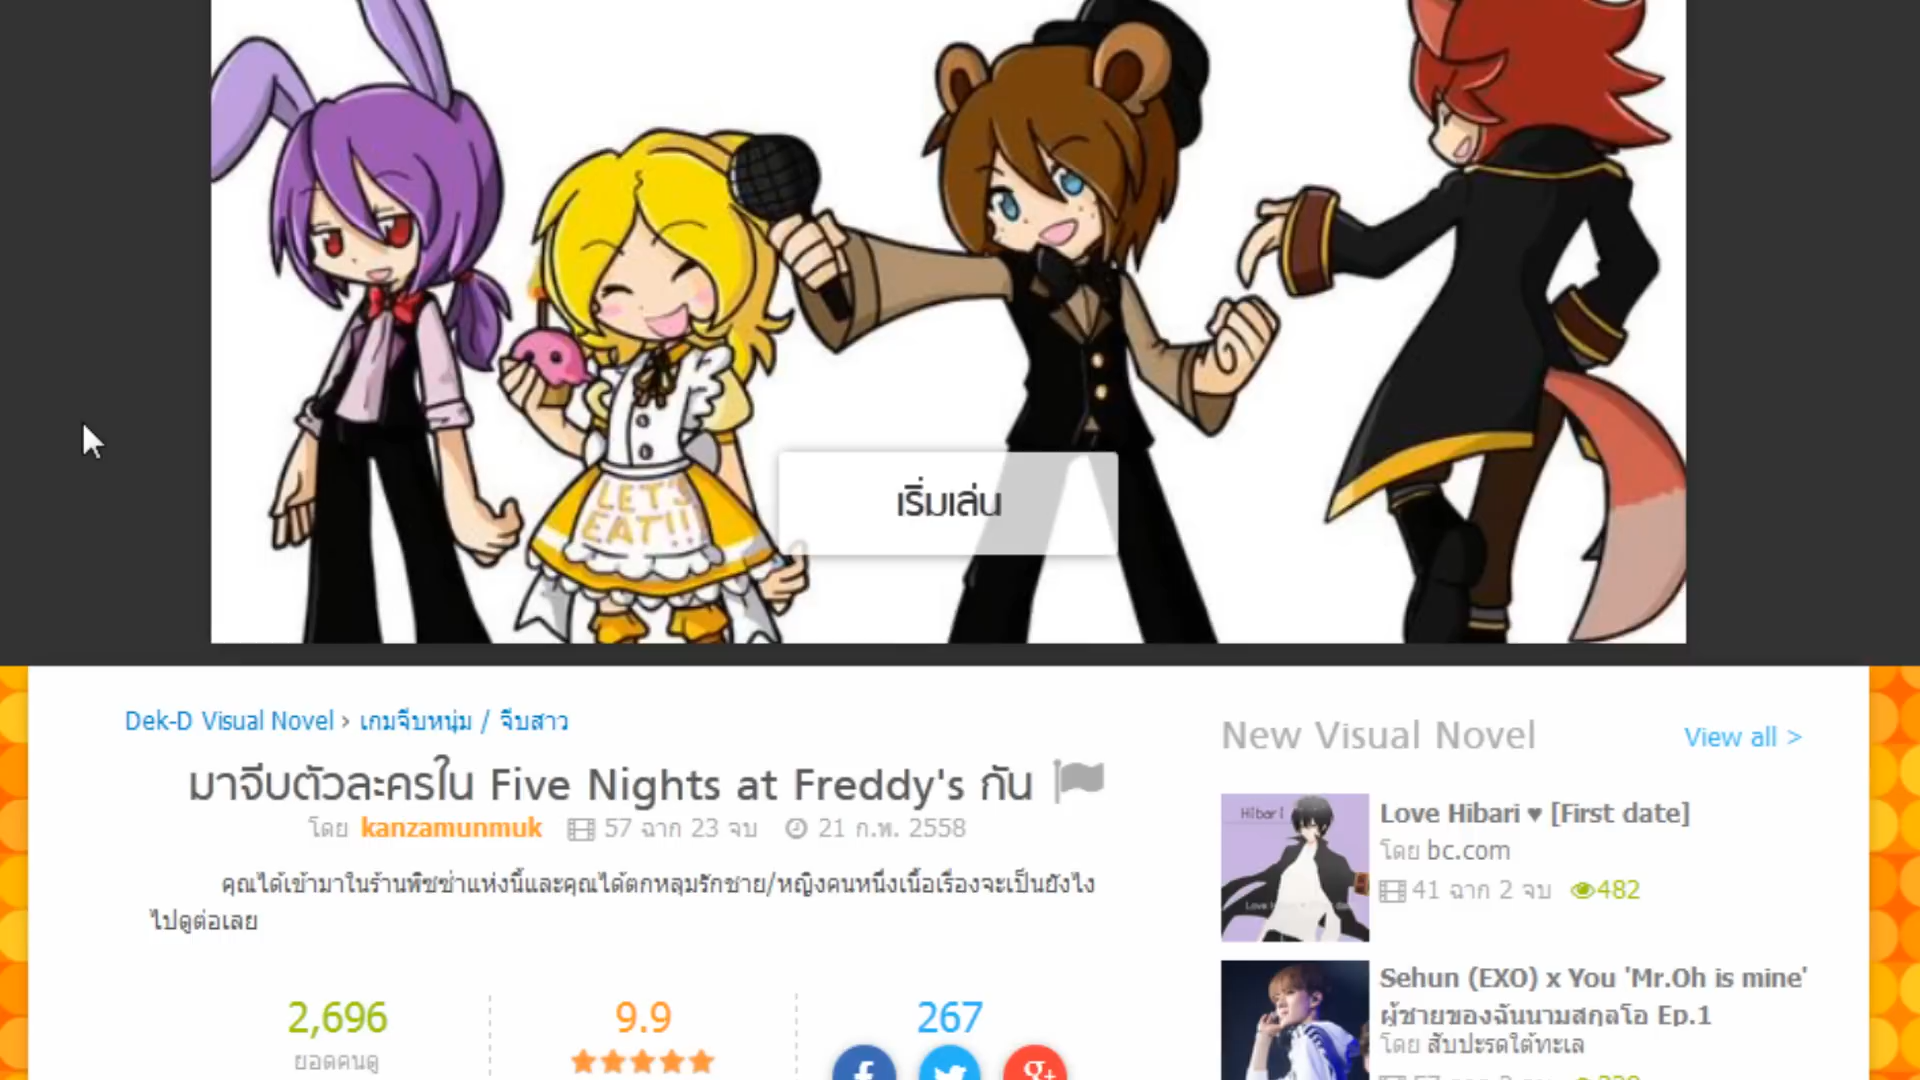 LET'S
EAT!!
เริ่มเล่น
Dek-D Visual Novel › เกมจีบหนุ่ม / จีบสาว
มาจีบตัวละครใน Five Nights at Freddy's กัน
โดย kanzamunmuk 57 ฉาก 23 จบ 21 ก.พ. 2558
คุณได้เข้ามาในร้านพิซซ่าแห่งนี้และคุณได้ตกหลุมรักชาย/หญิงคนหนึ่งเนื้อเรื่องจะเป็นยังไง
ไปดูต่อเลย
2,696
ยอดคนดู
9.9
267
New Visual Novel
View all >
Hibari
Love Hibari ♥ [First date]
โดย bc.com
41 ฉาก 2 จบ 482
Sehun (EXO) x You 'Mr.Oh is mine'
ผู้ชายของฉันนามสกุลโอ Ep.1
โดย สับปะรดใต้ทะเล